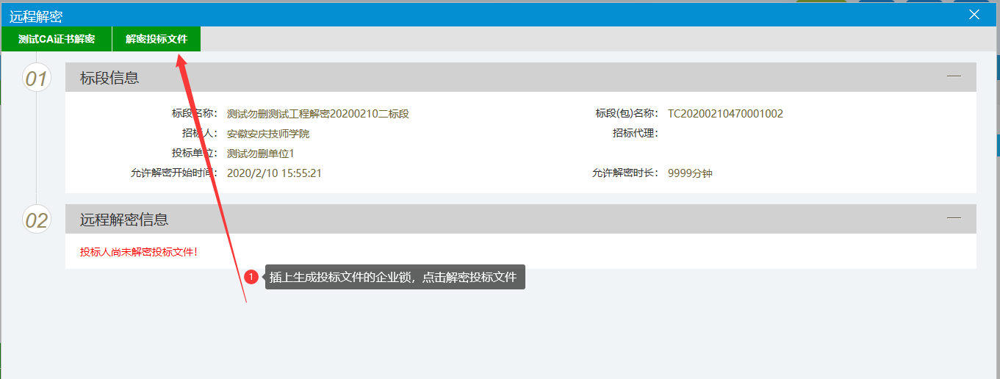 远程解密
测试CA证书解密 解密投标文件
01 标段信息
标段名称： 测试勿删测试工程解密20200210二标段 标段(包)名称： TC20200210470001002
招标人： 安徽安庆技师学院 招标代理：
投标单位： 测试勿删单位1
允许解密开始时间： 2020/2/10 15:55:21 允许解密时长： 9999分钟
02 远程解密信息
投标人尚未解密投标文件！
1 插上生成投标文件的企业锁，点击解密投标文件